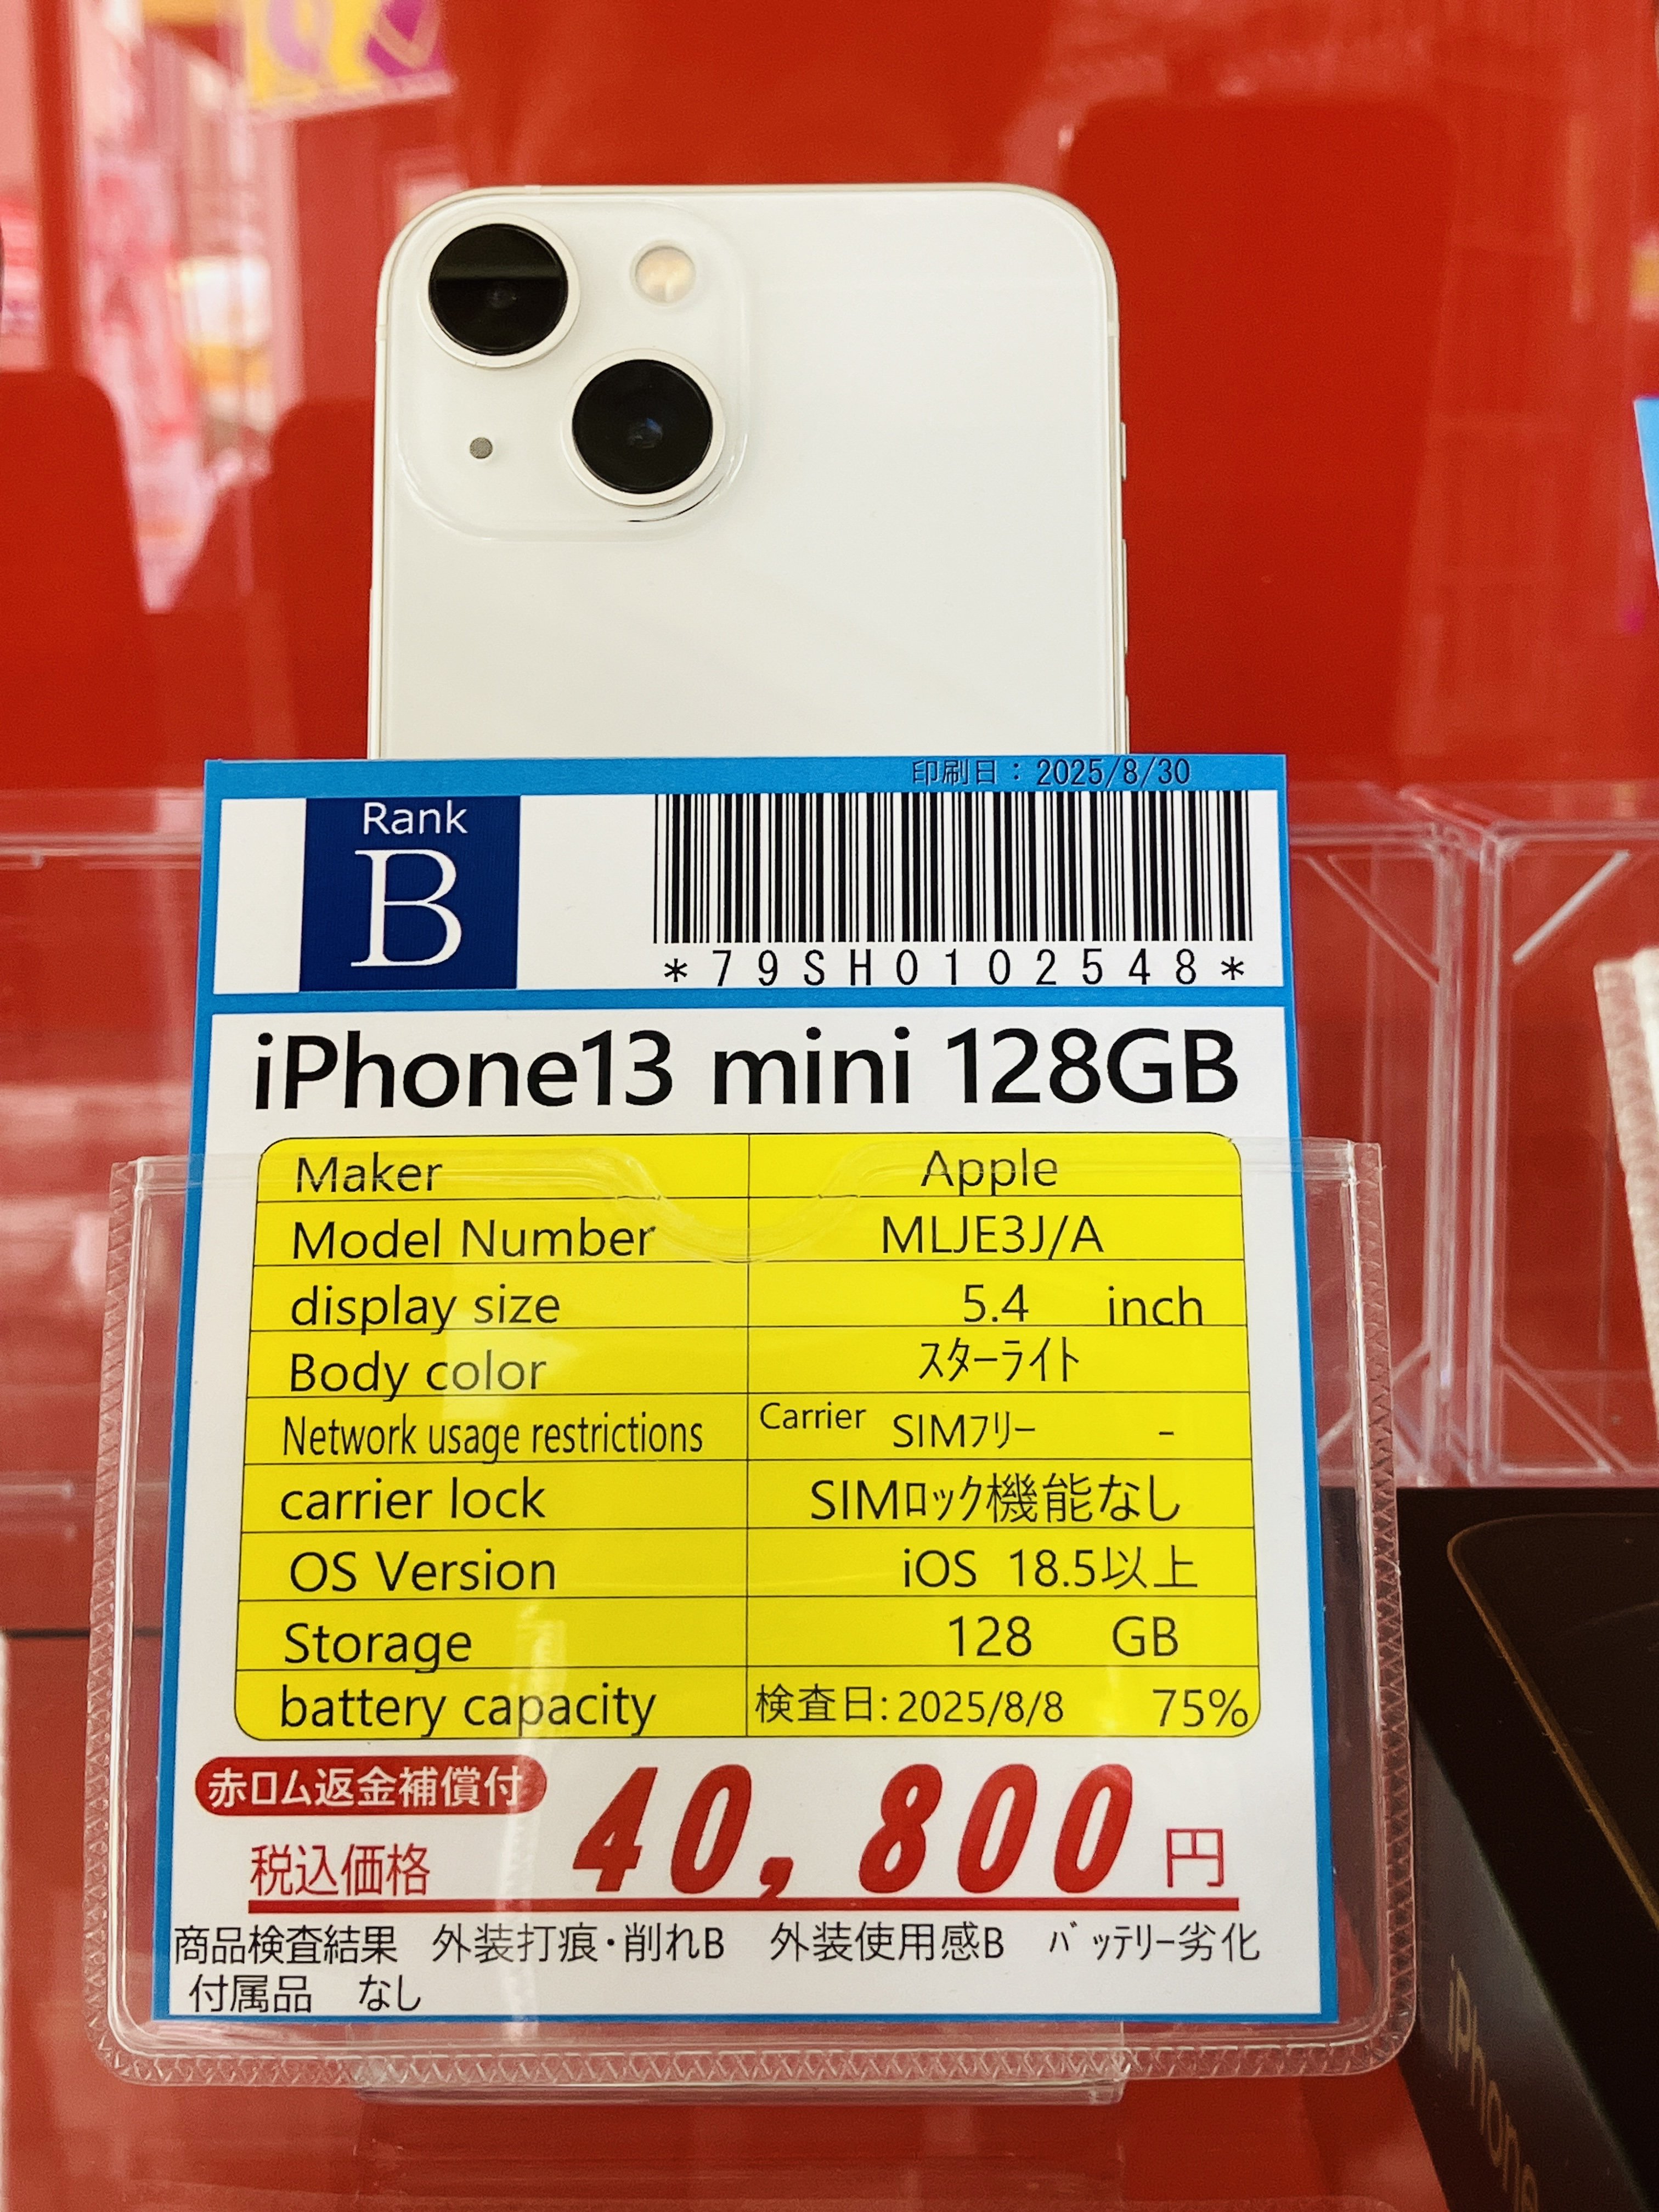 印刷日：2025/8/30
Rank
B
*79SH0102548*
iPhone13 mini 128GB
Maker Apple
Model Number MLJE3J/A
display size 5.4 inch
Body color ｽﾀｰﾗｲﾄ
Network usage restrictions Carrier SIMﾌﾘｰ -
carrier lock SIMﾛｯｸ機能なし
OS Version iOS 18.5以上
Storage 128 GB
battery capacity 検査日:2025/8/8 75%
赤ロム返金補償付
税込価格 40,800円
商品検査結果 外装打痕・削れB 外装使用感B ﾊﾞｯﾃﾘｰ劣化
付属品 なし
iPhone